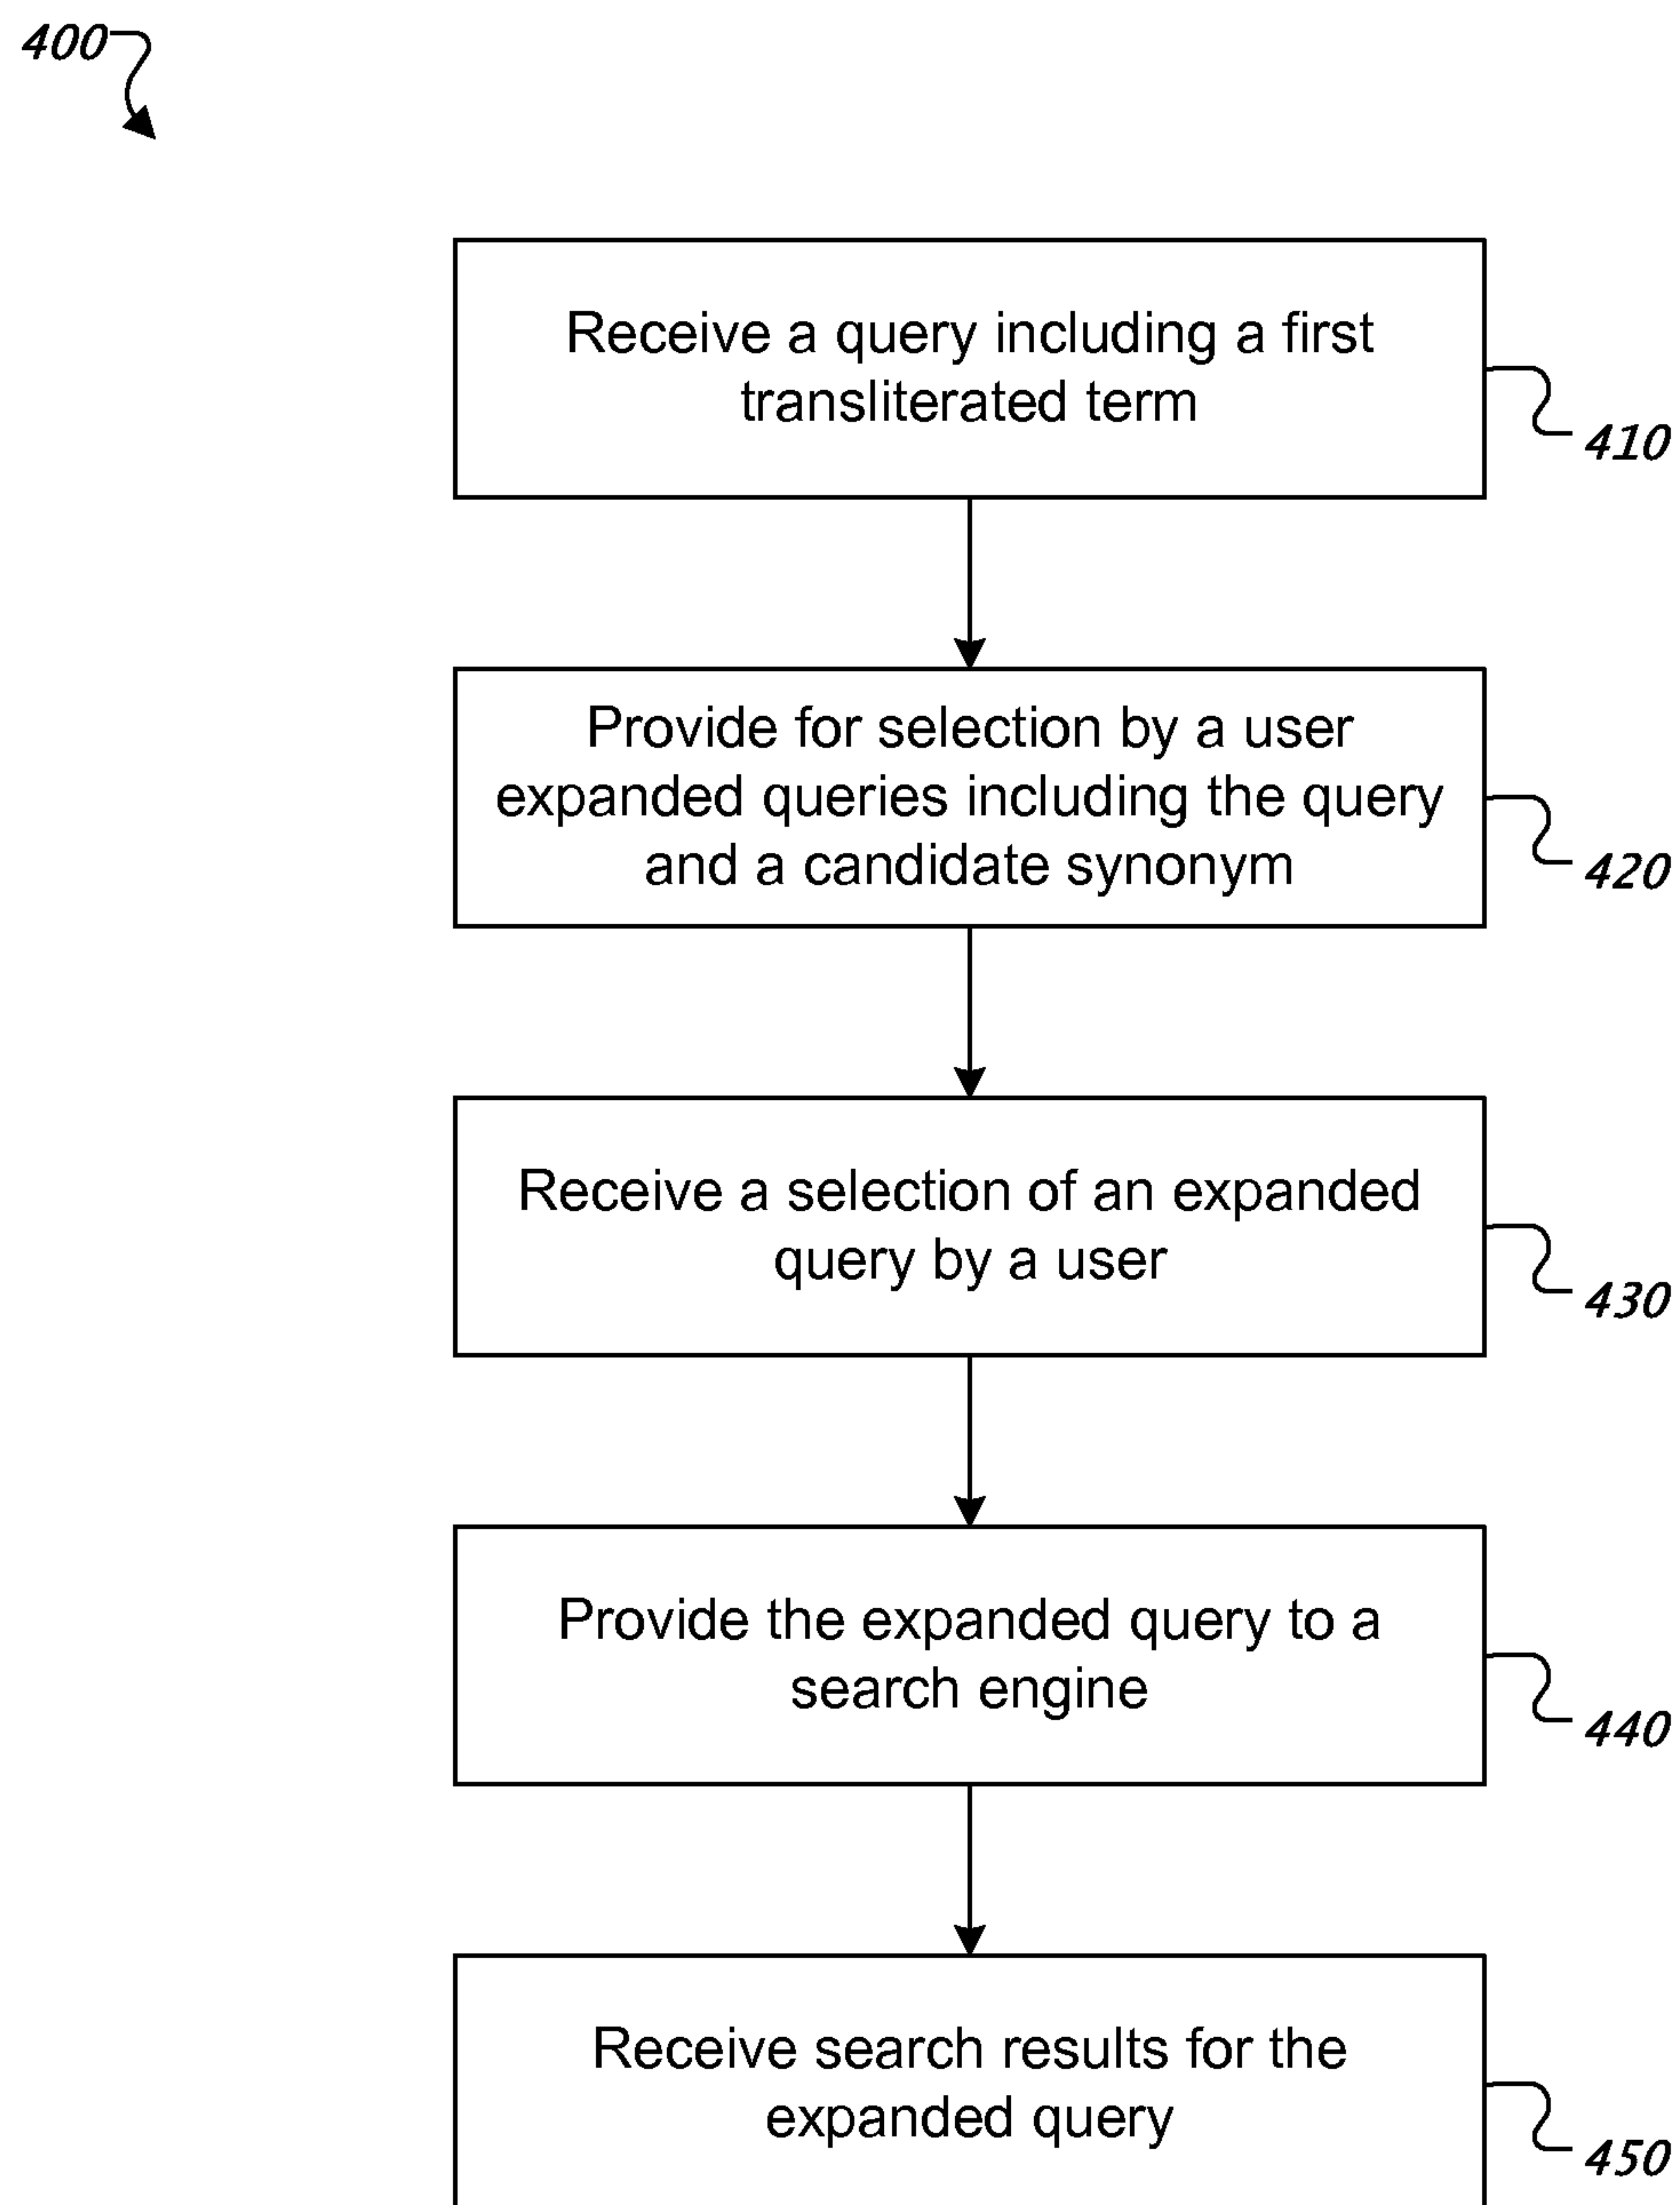 400
Receive a query including a first
transliterated term
410
Provide for selection by a user
expanded queries including the query
and a candidate synonym
420
Receive a selection of an expanded
query by a user
430
Provide the expanded query to a
search engine
440
Receive search results for the
expanded query
450